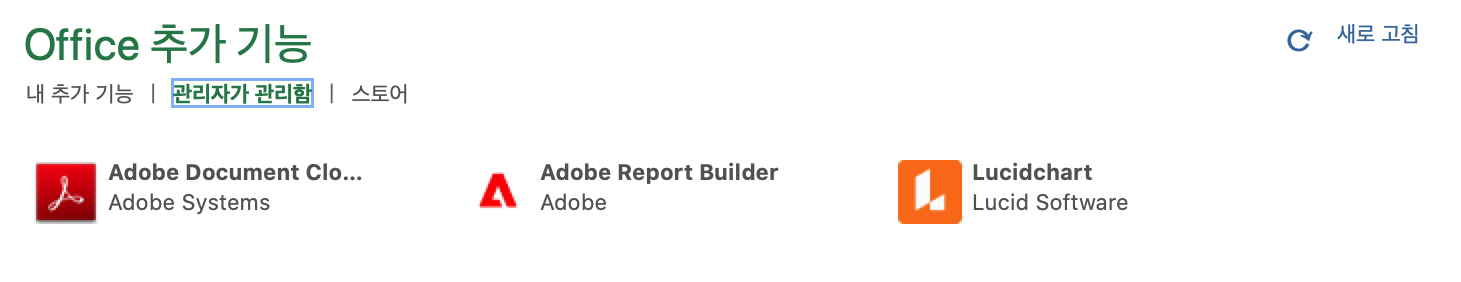 Office 추가 기능
새로 고침
내 추가 기능 | 관리자가 관리함 | 스토어
Adobe Document Clo...
Adobe Systems
Adobe Report Builder
Adobe
Lucidchart
Lucid Software